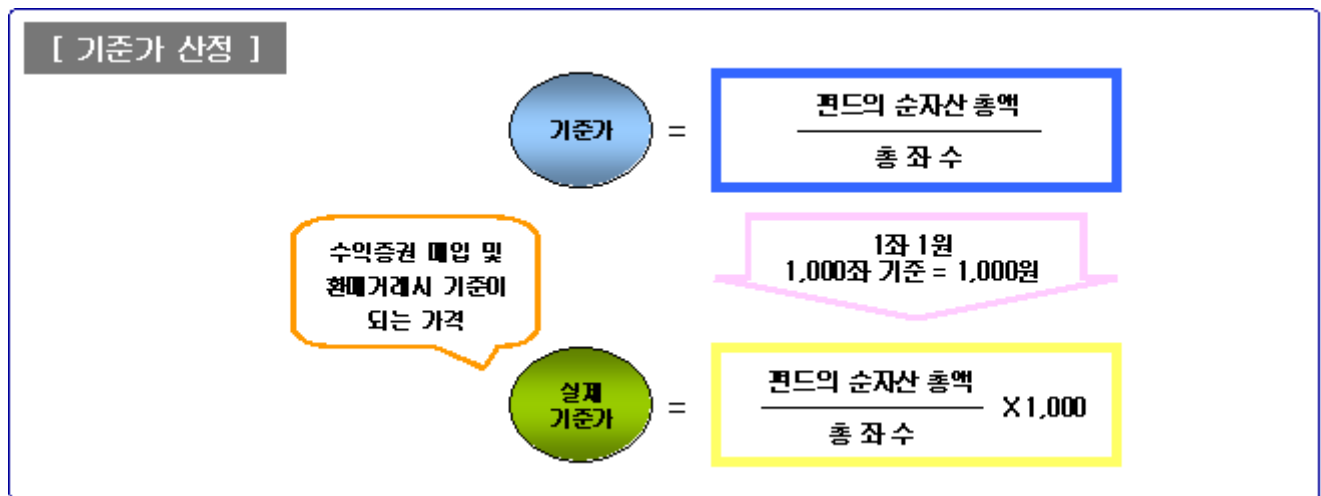 [ 기준가 산정 ]
기준가
=
펀드의 순자산 총액
총 좌 수
수익증권 매입 및
환매거래시 기준이
되는 가격
1좌 1원
1,000좌 기준 = 1,000원
실제
기준가
=
펀드의 순자산 총액
총 좌 수
X 1,000